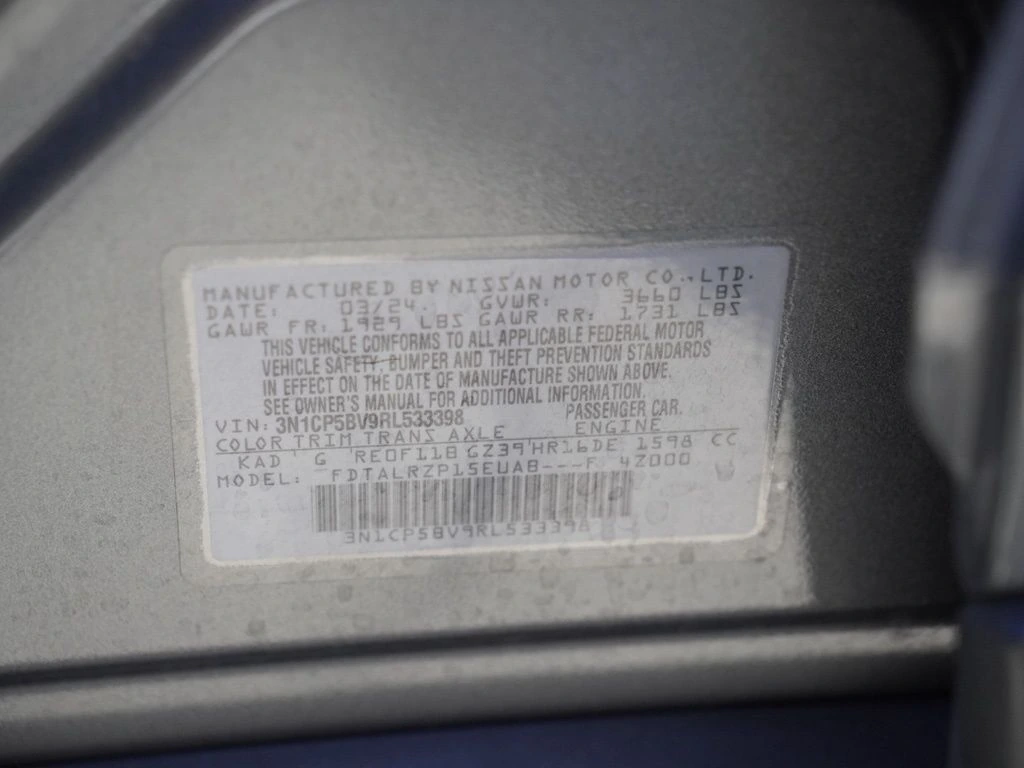 MANUFACTURED BY NISSAN MOTOR CO., LTD.
DATE: 03/24. GVWR: 3660 LBS
GAWR FR: 1929 LBS GAWR RR: 1731 LBS
THIS VEHICLE CONFORMS TO ALL APPLICABLE FEDERAL MOTOR
VEHICLE SAFETY, BUMPER AND THEFT PREVENTION STANDARDS
IN EFFECT ON THE DATE OF MANUFACTURE SHOWN ABOVE.
SEE OWNER'S MANUAL FOR ADDITIONAL INFORMATION.
VIN: 3N1CP5BV9RL533398 PASSENGER CAR.
COLOR TRIM TRANS AXLE ENGINE
KAD G RE0F11B GZ39 HR16DE 1598 CC
MODEL: FDTALRZP15EUAB---F 4Z000
3N1CP5BV9RL533398